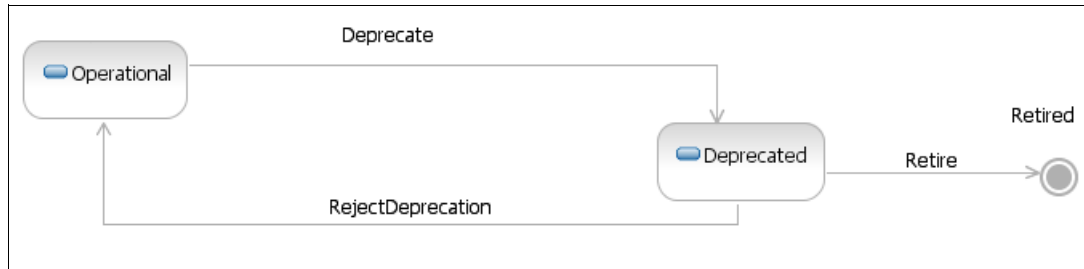 Deprecate
Operational
Retired
Deprecated
Retire
RejectDeprecation